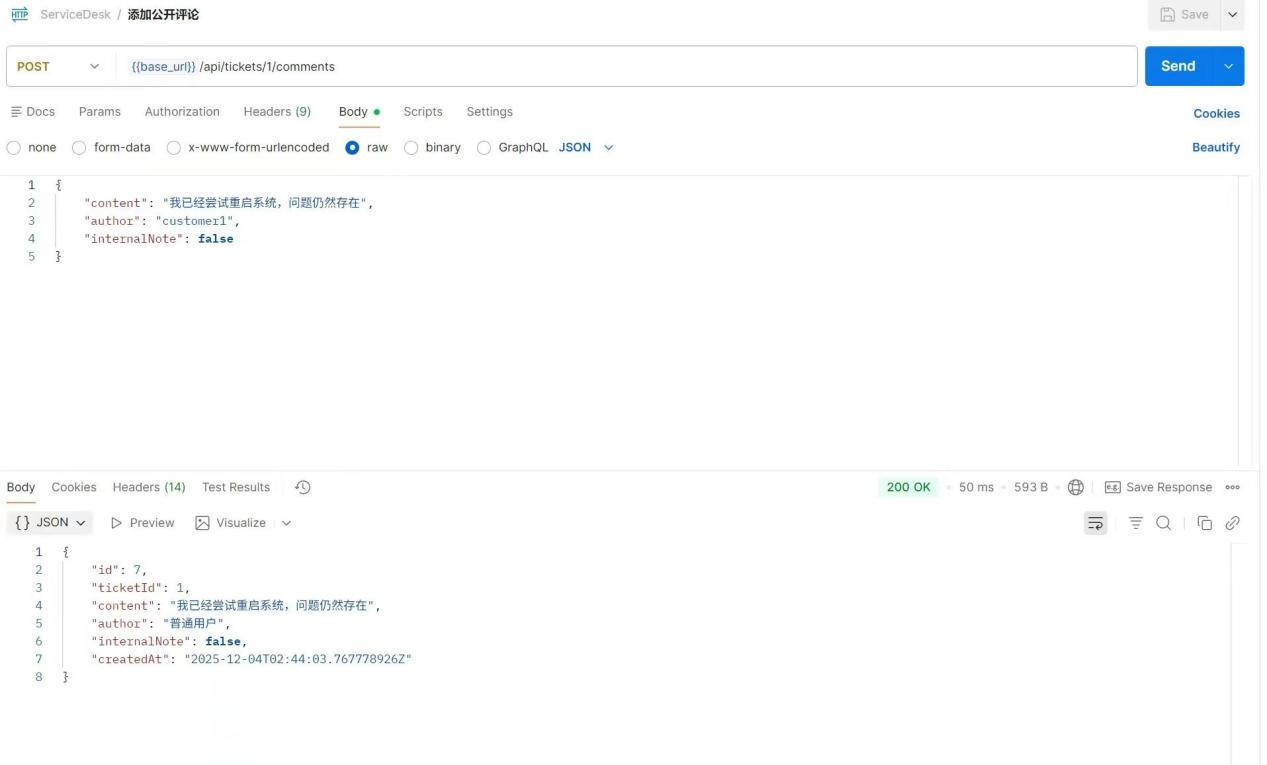 HTTP ServiceDesk / 添加公开评论 Save
POST {{base_url}} /api/tickets/1/comments Send
Docs Params Authorization Headers (9) Body Scripts Settings Cookies
none form-data x-www-form-urlencoded raw binary GraphQL JSON Beautify
1 {
2 "content": "我已经尝试重启系统，问题仍然存在",
3 "author": "customer1",
4 "internalNote": false
5 }
Body Cookies Headers (14) Test Results 200 OK 50 ms 593 B e.g. Save Response
{} JSON Preview Visualize
1 {
2 "id": 7,
3 "ticketId": 1,
4 "content": "我已经尝试重启系统，问题仍然存在",
5 "author": "普通用户",
6 "internalNote": false,
7 "createdAt": "2025-12-04T02:44:03.767778926Z"
8 }